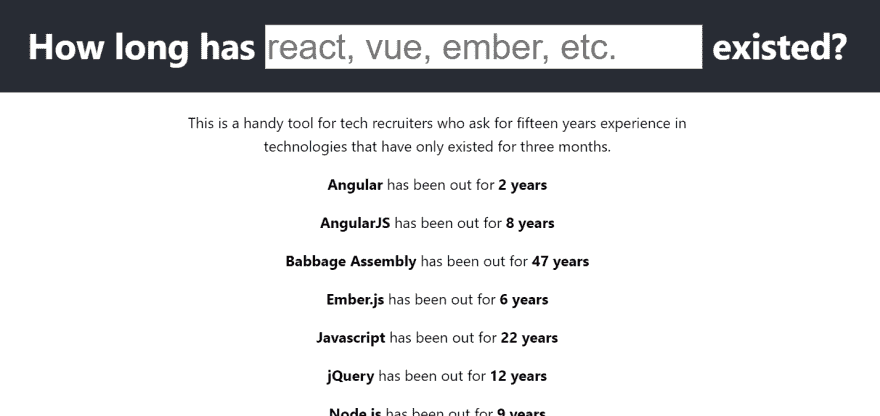 How long has react, vue, ember, etc. existed?
This is a handy tool for tech recruiters who ask for fifteen years experience in
technologies that have only existed for three months.
Angular has been out for 2 years
AngularJS has been out for 8 years
Babbage Assembly has been out for 47 years
Ember.js has been out for 6 years
Javascript has been out for 22 years
jQuery has been out for 12 years
Node.js has been out for 9 years